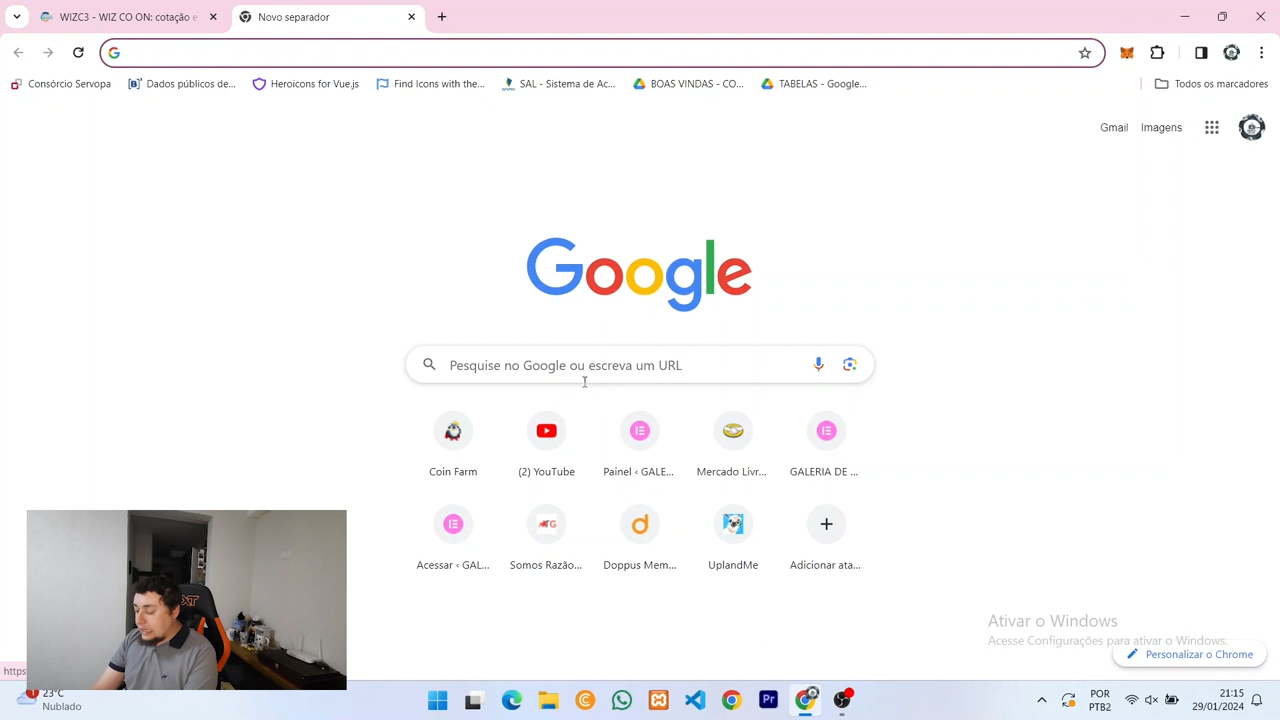 WIZC3 - WIZ CO ON: cotação e
Novo separador
Consórcio Servopa
Dados públicos de...
Heroicons for Vue.js
Find Icons with the...
SAL - Sistema de Ac...
BOAS VINDAS - CO...
TABELAS - Google...
Todos os marcadores
Gmail
Imagens
Google
Pesquise no Google ou escreva um URL
Coin Farm
(2) YouTube
Painel ‹ GALE...
Mercado Livr...
GALERIA DE ...
Acessar ‹ GAL...
Somos Razão...
Doppus Mem...
UplandMe
Adicionar ata...
Ativar o Windows
Acesse Configurações para ativar o Windows.
Personalizar o Chrome
https
23°C
Nublado
POR
PTB2
21:15
29/01/2024